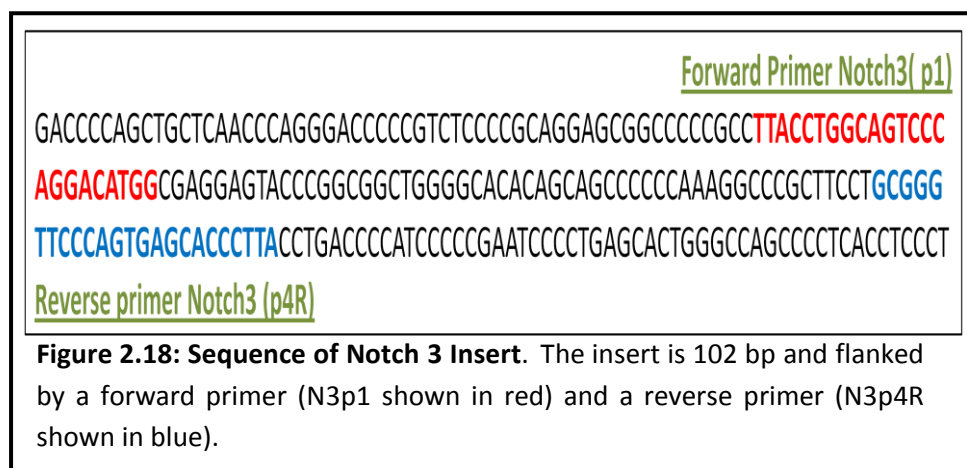 Forward Primer Notch3( p1)
GACCCCAGCTGCTCAACCCAGGGACCCCCGTCTCCCCGCAGGAGCGGCCCCCGCCTTACCTGGCAGTCCC
AGGACATGGCGAGGAGTACCCGGCGGCTGGGGCACACAGCAGCCCCCCCAAAGGCCCGCTTCCTGCGGG
TTCCCAGTGAGCACCCTTACCTGACCCCATCCCCCGAATCCCCTGAGCACTGGGCCAGCCCCTCACCTCCCT
Reverse primer Notch3 (p4R)
Figure 2.18: Sequence of Notch 3 Insert. The insert is 102 bp and flanked
by a forward primer (N3p1 shown in red) and a reverse primer (N3p4R
shown in blue).